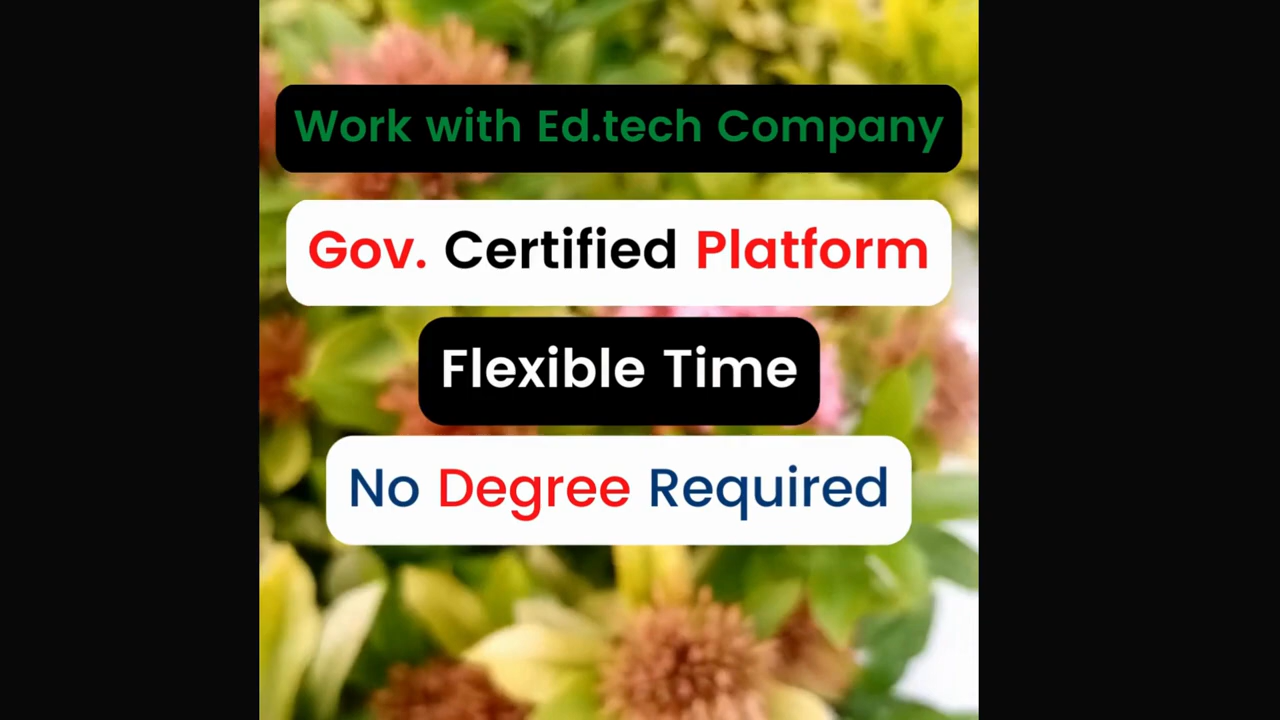 Work with Ed.tech Company
Gov. Certified Platform
Flexible Time
No Degree Required